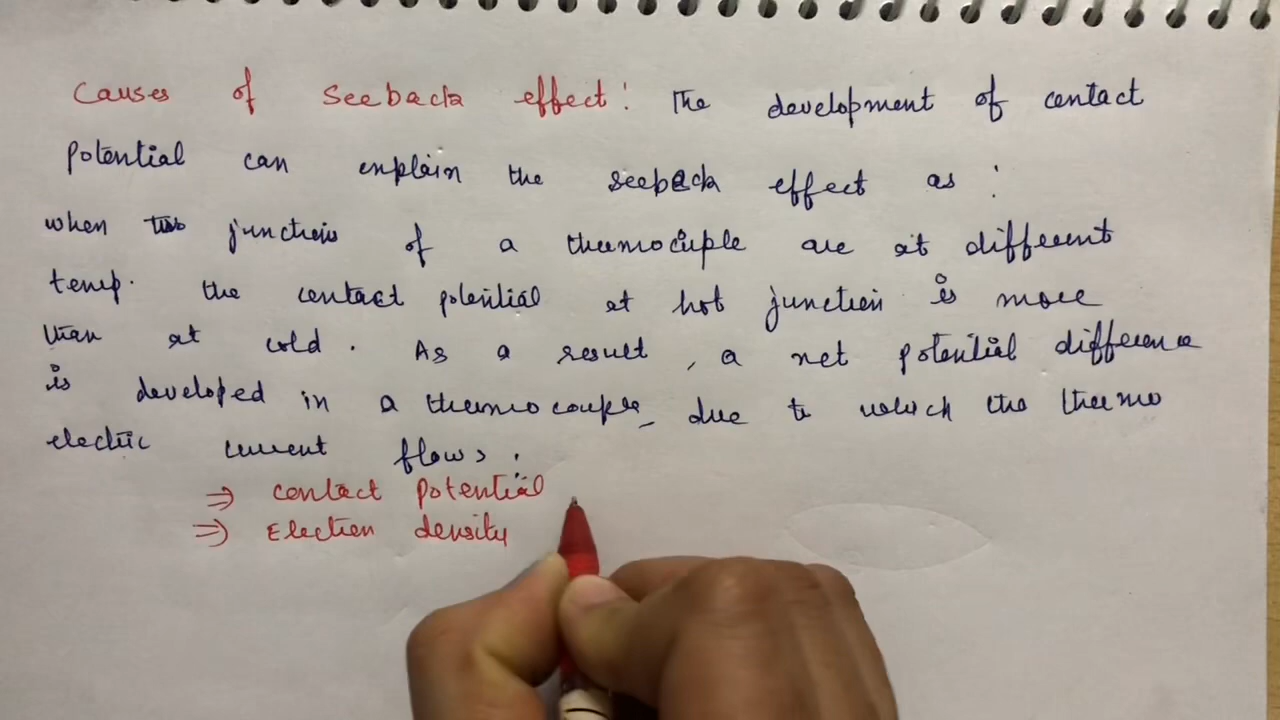 Causes of Seeback effect : The development of contact
Potential can explain the seeback effect as :
when two junction of a thermocuple are at different
temp. the contact potential at hot junction is more
than at cold . As a result , a net potential difference
is developed in a thermocouple, due to which the thermo
electric current flows .
⇒ Contact Potential
⇒ Electron density